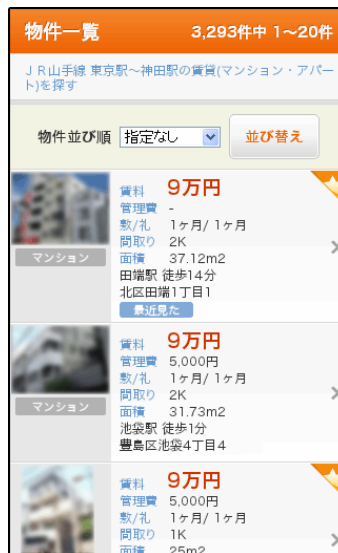 物件一覧 3,293件中 1〜20件
ＪＲ山手線 東京駅〜神田駅の賃貸(マンション・アパー
ト)を探す
物件並び順 指定なし 並び替え
賃料 9万円
管理費 -
敷/礼 1ヶ月/ 1ヶ月
間取り 2K
面積 37.12m2
田端駅 徒歩14分
北区田端1丁目1
最近見た
マンション
賃料 9万円
管理費 5,000円
敷/礼 1ヶ月/ 1ヶ月
間取り 2K
面積 31.73m2
池袋駅 徒歩1分
豊島区池袋4丁目4
マンション
賃料 9万円
管理費 5,000円
敷/礼 1ヶ月/ 1ヶ月
間取り 1K
面積 25m2